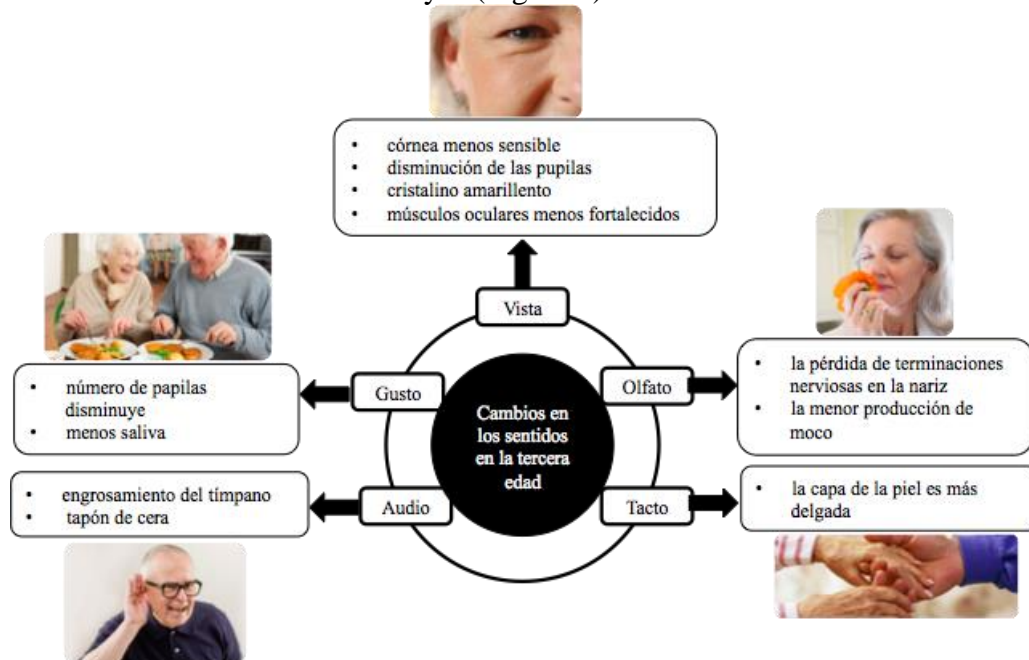 córnea menos sensible
disminución de las pupilas
cristalino amarillento
músculos oculares menos fortalecidos
Vista
Gusto
número de papilas
disminuye
menos saliva
Olfato
la pérdida de terminaciones
nerviosas en la nariz
la menor producción de
moco
Cambios en
los sentidos
en la tercera
edad
Audio
engrosamiento del tímpano
tapón de cera
Tacto
la capa de la piel es más
delgada